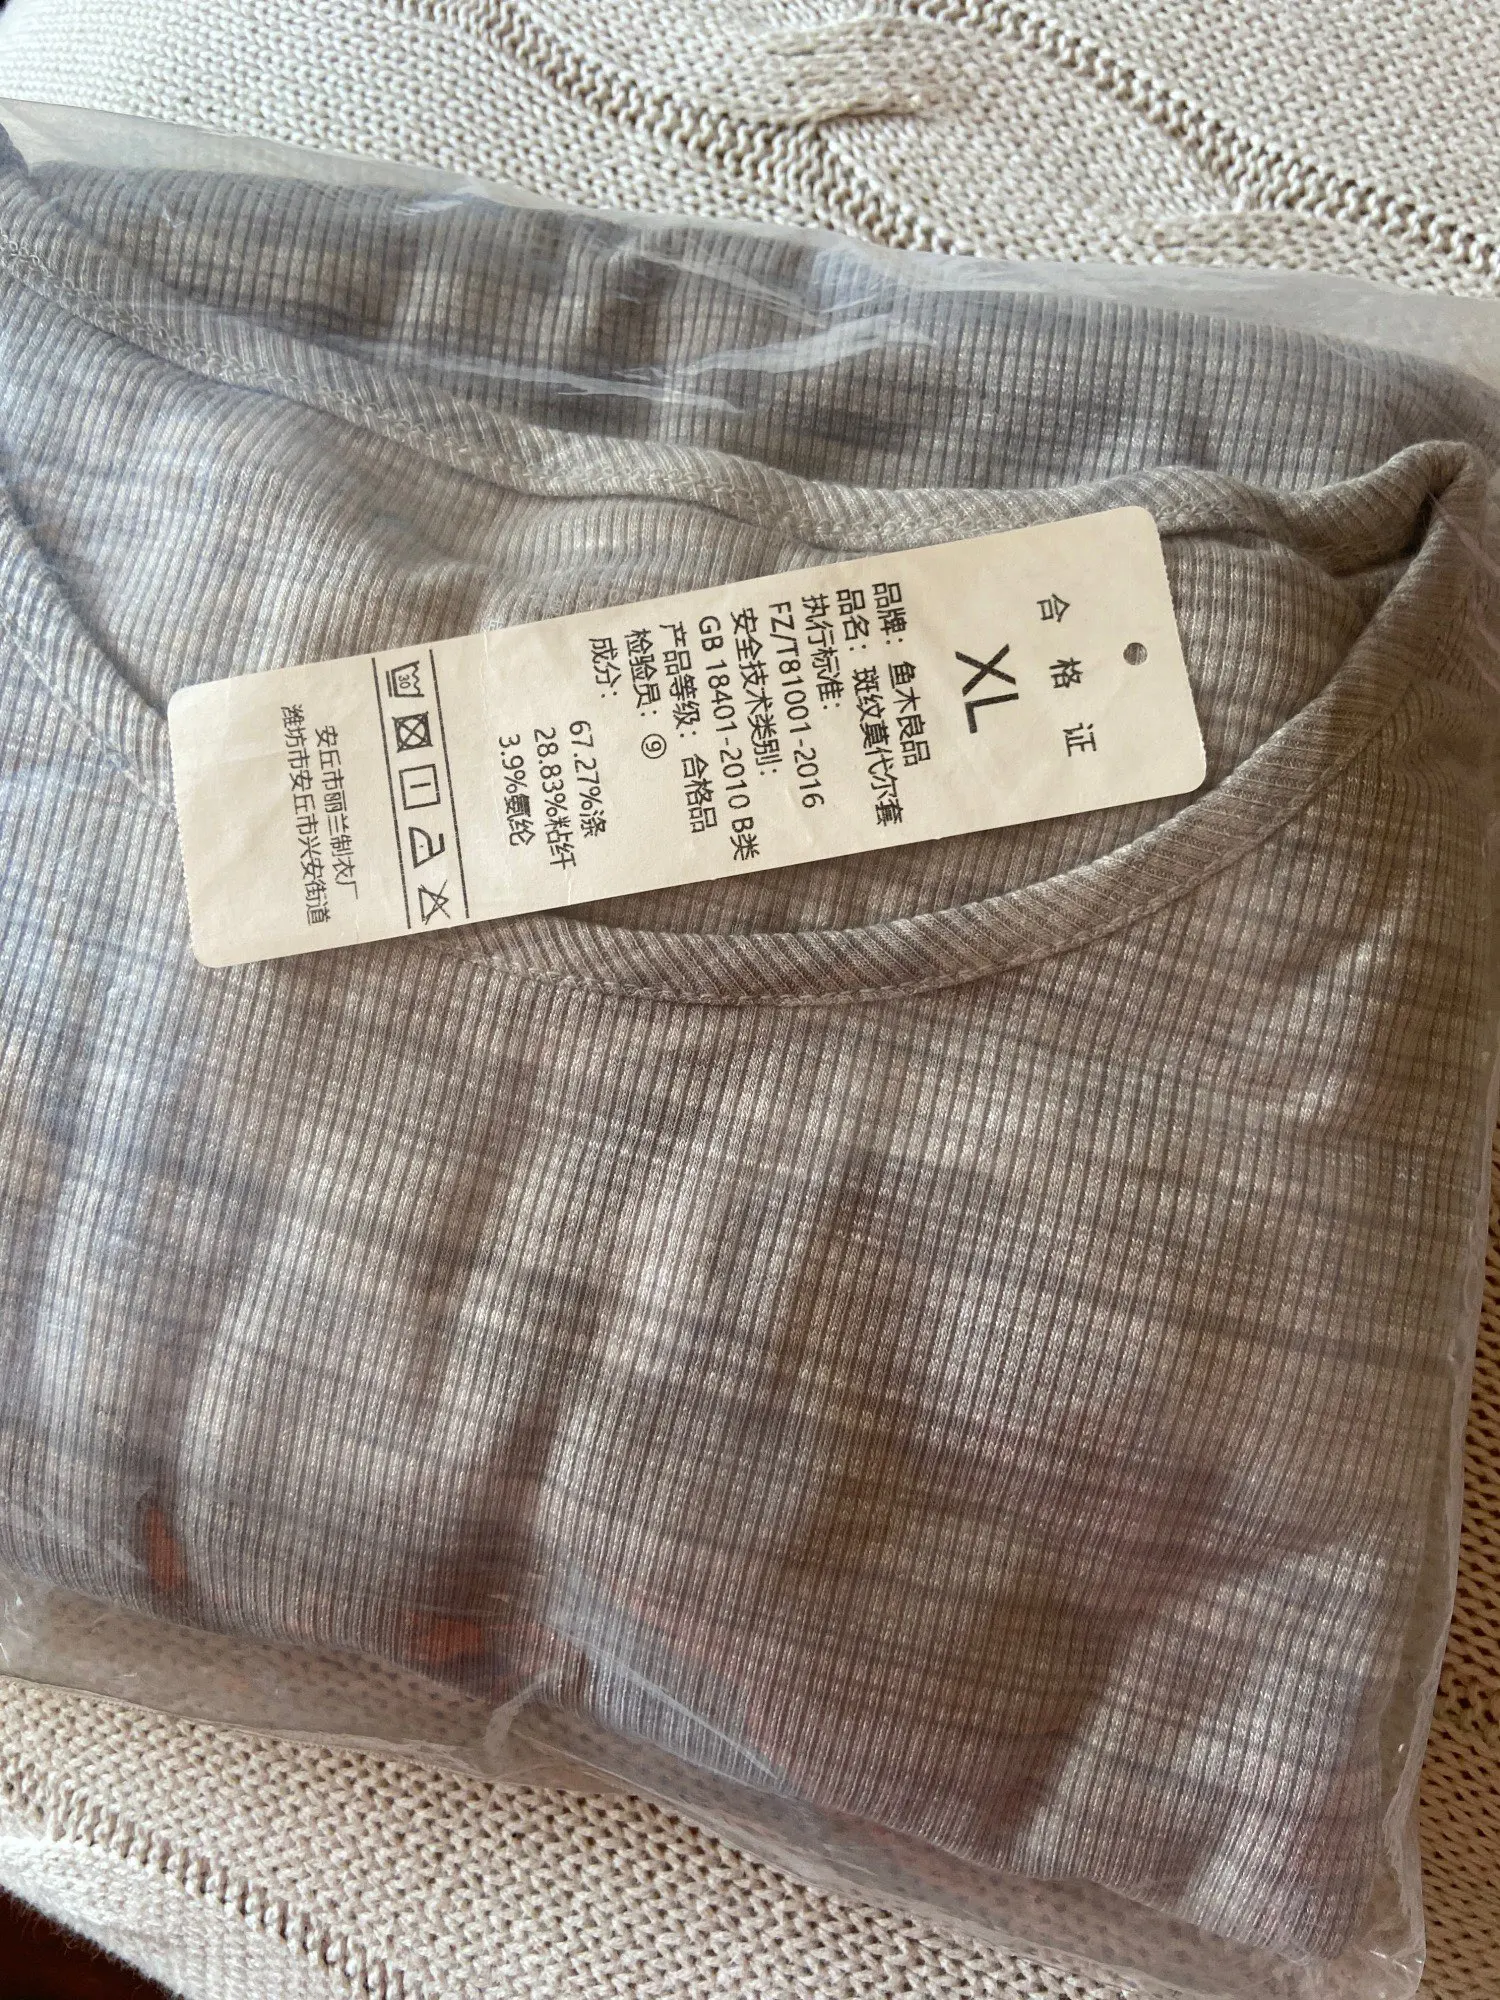 合 格 证
XL
品牌：鱼木良品
品名：斑纹莫代尔套
执行标准：
FZ/T81001-2016
安全技术类别：
GB 18401-2010 B类
产品等级：合格品
检验员：⑨
成分：
67.27%涤
28.83%粘纤
3.9%氨纶
30
安丘市丽兰制衣厂
潍坊市安丘市兴安街道